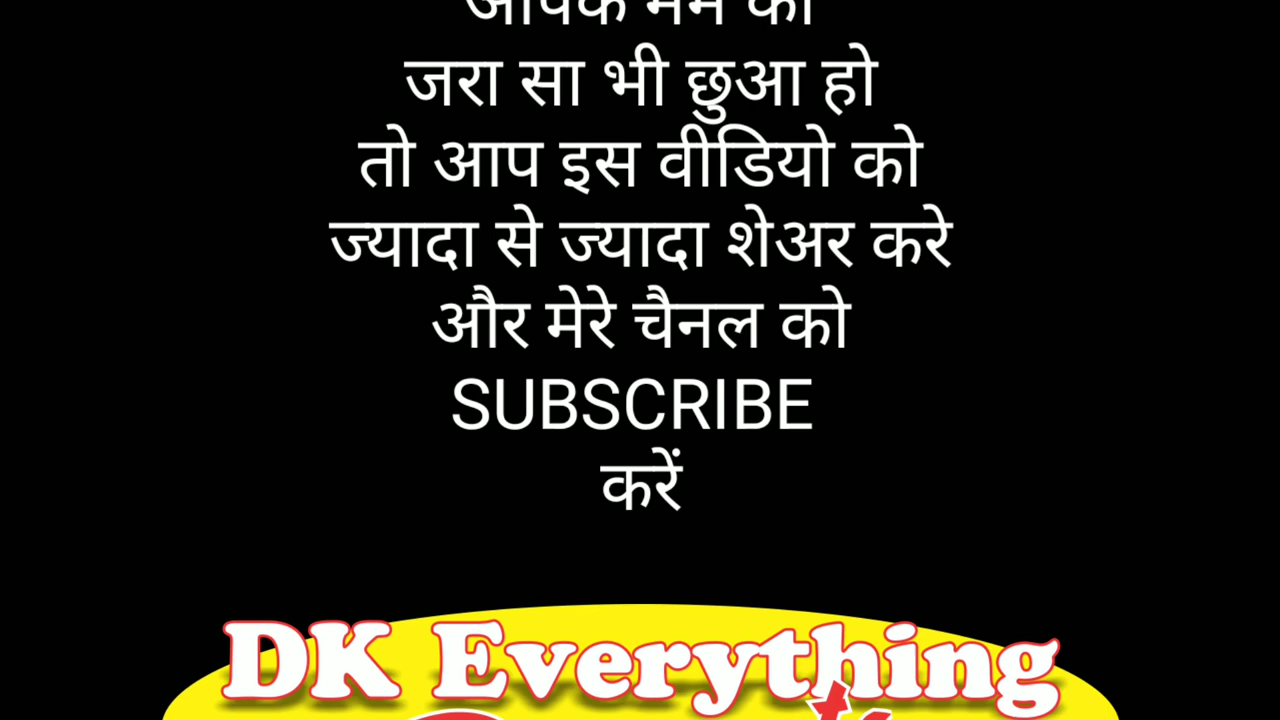 जरा सा भी छुआ हो
तो आप इस वीडियो को
ज्यादा से ज्यादा शेअर करे
और मेरे चैनल को
SUBSCRIBE
करें
DK Everything